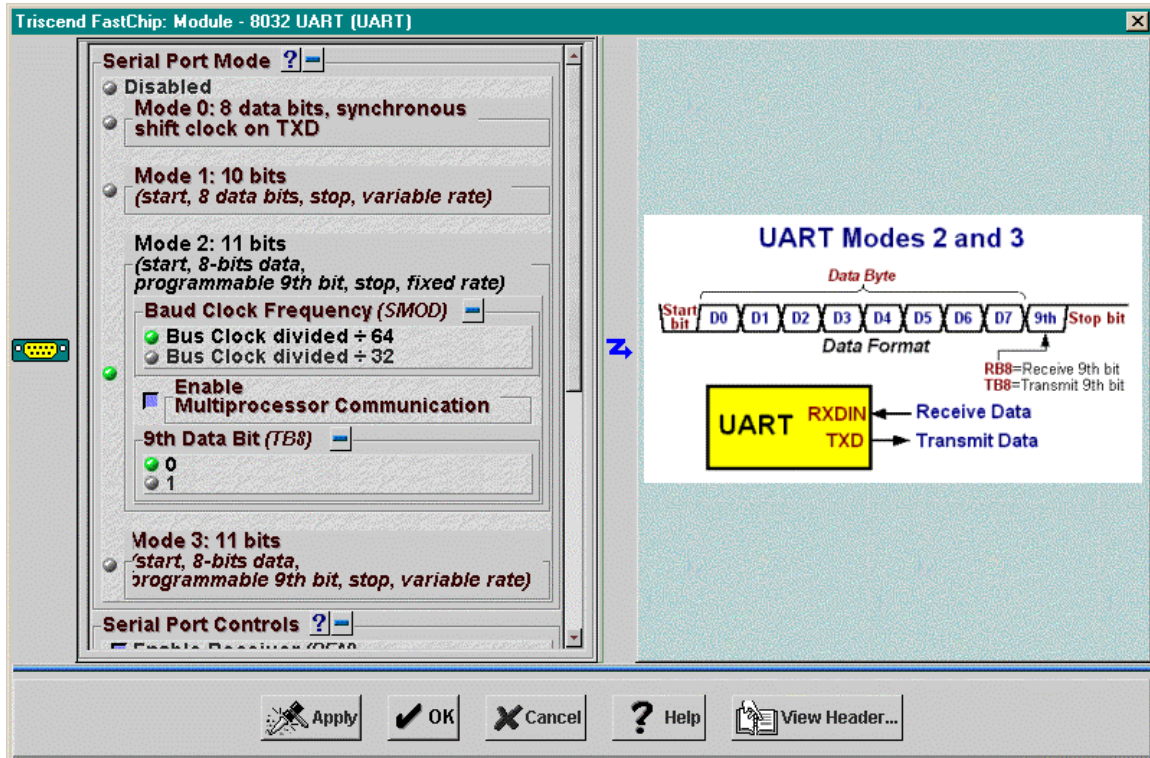 Triscend FastChip: Module - 8032 UART (UART)
Serial Port Mode ?
Disabled
Mode 0: 8 data bits, synchronous
shift clock on TXD
Mode 1: 10 bits
(start, 8 data bits, stop, variable rate)
Mode 2: 11 bits
(start, 8-bits data,
programmable 9th bit, stop, fixed rate)
Baud Clock Frequency (SMOD)
Bus Clock divided ÷ 64
Bus Clock divided ÷ 32
Enable
Multiprocessor Communication
9th Data Bit (TB8)
0
1
Mode 3: 11 bits
(start, 8-bits data,
programmable 9th bit, stop, variable rate)
Serial Port Controls ?
Enable Receiver
UART Modes 2 and 3
Data Byte
Start
bit D0 D1 D2 D3 D4 D5 D6 D7 9th Stop bit
Data Format
RB8=Receive 9th bit
TB8=Transmit 9th bit
UART
RXDIN Receive Data
TXD Transmit Data
Apply OK Cancel ? Help View Header...